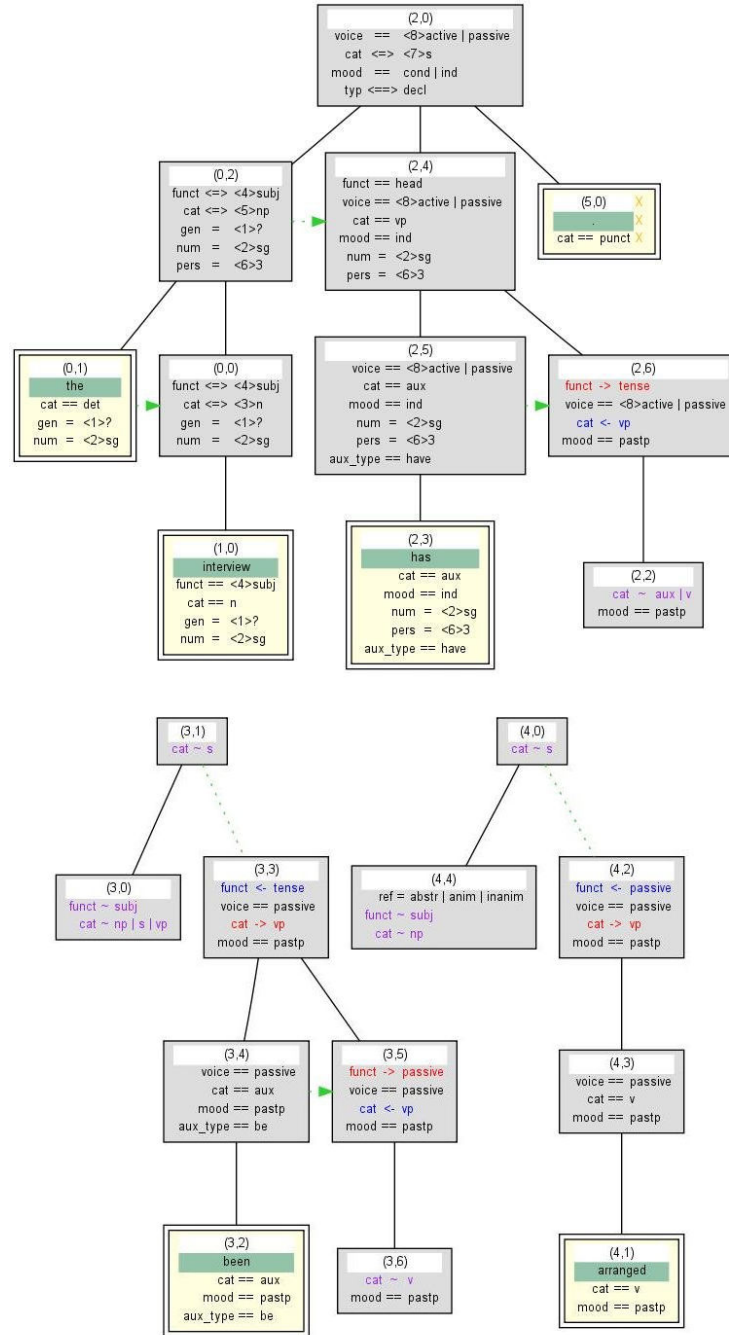 (2,0)
voice == <8>active | passive
cat <=> <7>s
mood == cond | ind
typ <==> decl
(0,2)
funct <=> <4>subj
cat <=> <5>np
gen = <1>?
num = <2>sg
pers = <6>3
(2,4)
funct == head
voice == <8>active | passive
cat == vp
mood == ind
num = <2>sg
pers = <6>3
(5,0) X
. X
cat == punct X
(0,1)
the
cat == det
gen = <1>?
num = <2>sg
(0,0)
funct <=> <4>subj
cat <=> <3>n
gen = <1>?
num = <2>sg
(2,5)
voice == <8>active | passive
cat == aux
mood == ind
num = <2>sg
pers = <6>3
aux_type == have
(2,6)
funct -> tense
voice == <8>active | passive
cat <- vp
mood == pastp
(1,0)
interview
funct == <4>subj
cat == n
gen = <1>?
num = <2>sg
(2,3)
has
cat == aux
mood == ind
num = <2>sg
pers = <6>3
aux_type == have
(2,2)
cat ~ aux | v
mood == pastp
(3,1)
cat ~ s
(4,0)
cat ~ s
(3,0)
funct ~ subj
cat ~ np | s | vp
(3,3)
funct <- tense
voice == passive
cat -> vp
mood == pastp
(4,4)
ref = abstr | anim | inanim
funct ~ subj
cat ~ np
(4,2)
funct <- passive
voice == passive
cat -> vp
mood == pastp
(3,4)
voice == passive
cat == aux
mood == pastp
aux_type == be
(3,5)
funct -> passive
voice == passive
cat <- vp
mood == pastp
(4,3)
voice == passive
cat == v
mood == pastp
(3,2)
been
cat == aux
mood == pastp
aux_type == be
(3,6)
cat ~ v
mood == pastp
(4,1)
arranged
cat == v
mood == pastp